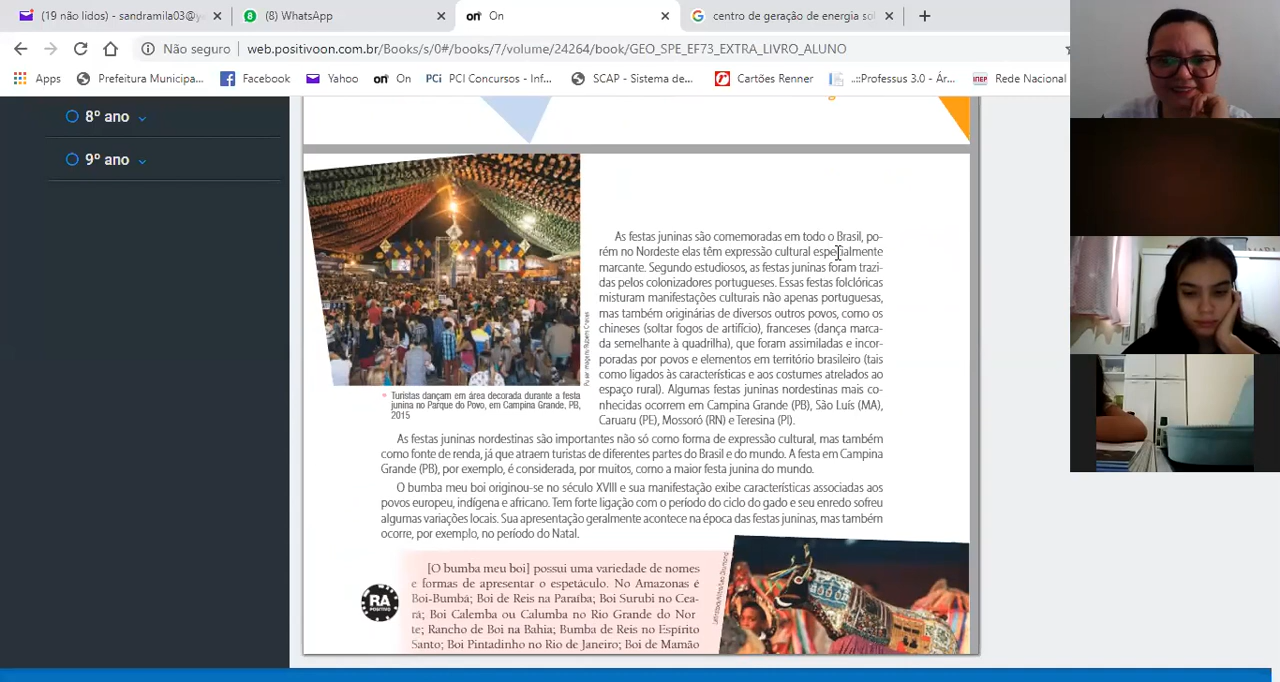 (19 não lidos) - sandramila03@y
(8) WhatsApp
On
centro de geração de energia sol
Não seguro
web.positivoon.com.br/Books/s/0#/books/7/volume/24264/book/GEO_SPE_EF73_EXTRA_LIVRO_ALUNO
Apps
Prefeitura Municipa...
Facebook
Yahoo
On
PCI Concursos - Inf...
SCAP - Sistema de...
Cartões Renner
..::Professus 3.0 - Ár...
Rede Nacional
8º ano
9º ano
As festas juninas são comemoradas em todo o Brasil, po-
rém no Nordeste elas têm expressão cultural especialmente
marcante. Segundo estudiosos, as festas juninas foram trazi-
das pelos colonizadores portugueses. Essas festas folclóricas
misturam manifestações culturais não apenas portuguesas,
mas também originárias de diversos outros povos, como os
chineses (soltar fogos de artifício), franceses (dança marca-
da semelhante à quadrilha), que foram assimiladas e incor-
poradas por povos e elementos em território brasileiro (tais
como ligados às características e aos costumes atrelados ao
espaço rural). Algumas festas juninas nordestinas mais co-
nhecidas ocorrem em Campina Grande (PB), São Luís (MA),
Caruaru (PE), Mossoró (RN) e Teresina (PI).
Turistas dançam em área decorada durante a festa
junina no Parque do Povo, em Campina Grande, PB,
2015
As festas juninas nordestinas são importantes não só como forma de expressão cultural, mas também
como fonte de renda, já que atraem turistas de diferentes partes do Brasil e do mundo. A festa em Campina
Grande (PB), por exemplo, é considerada, por muitos, como a maior festa junina do mundo.
O bumba meu boi originou-se no século XVIII e sua manifestação exibe características associadas aos
povos europeu, indígena e africano. Tem forte ligação com o período do ciclo do gado e seu enredo sofreu
algumas variações locais. Sua apresentação geralmente acontece na época das festas juninas, mas também
ocorre, por exemplo, no período do Natal.
RA
POSITIVO
[O bumba meu boi] possui uma variedade de nomes
e formas de apresentar o espetáculo. No Amazonas é
Boi-Bumbá; Boi de Reis na Paraíba; Boi Surubi no Cea-
rá; Boi Calemba ou Calumba no Rio Grande do Nor
te; Rancho de Boi na Bahia; Bumba de Reis no Espírito
Santo; Boi Pintadinho no Rio de Janeiro; Boi de Mamão